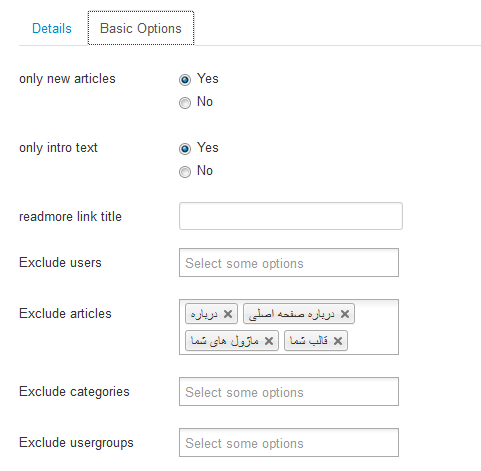 Details Basic Options
only new articles Yes
No
only intro text Yes
No
readmore link title
Exclude users Select some options
Exclude articles درباره درباره صفحه اصلی
ماژول های شما قالب شما
Exclude categories Select some options
Exclude usergroups Select some options